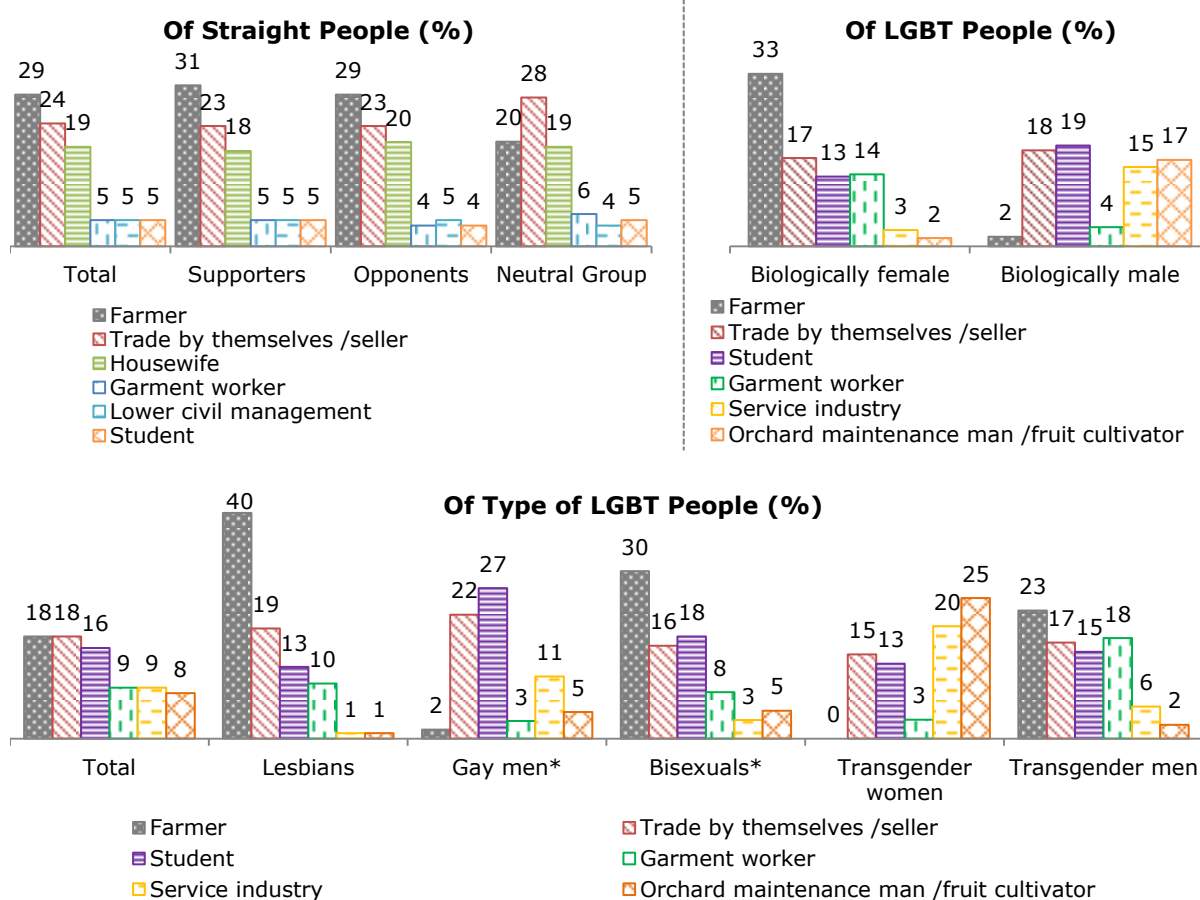 Of Straight People (%)
29 24 19 5 5 5
31 23 18 5 5 5
29 23 20 4 5 4
20 28 19 6 4 5
Total Supporters Opponents Neutral Group
Farmer
Trade by themselves /seller
Housewife
Garment worker
Lower civil management
Student
Of LGBT People (%)
33 17 13 14 3 2
2 18 19 4 15 17
Biologically female Biologically male
Farmer
Trade by themselves /seller
Student
Garment worker
Service industry
Orchard maintenance man /fruit cultivator
Of Type of LGBT People (%)
18 18 16 9 9 8
40 19 13 10 1 1
2 22 27 3 11 5
30 16 18 8 3 5
0 15 13 3 20 25
23 17 15 18 6 2
Total Lesbians Gay men* Bisexuals* Transgender women Transgender men
Farmer
Trade by themselves /seller
Student
Garment worker
Service industry
Orchard maintenance man /fruit cultivator